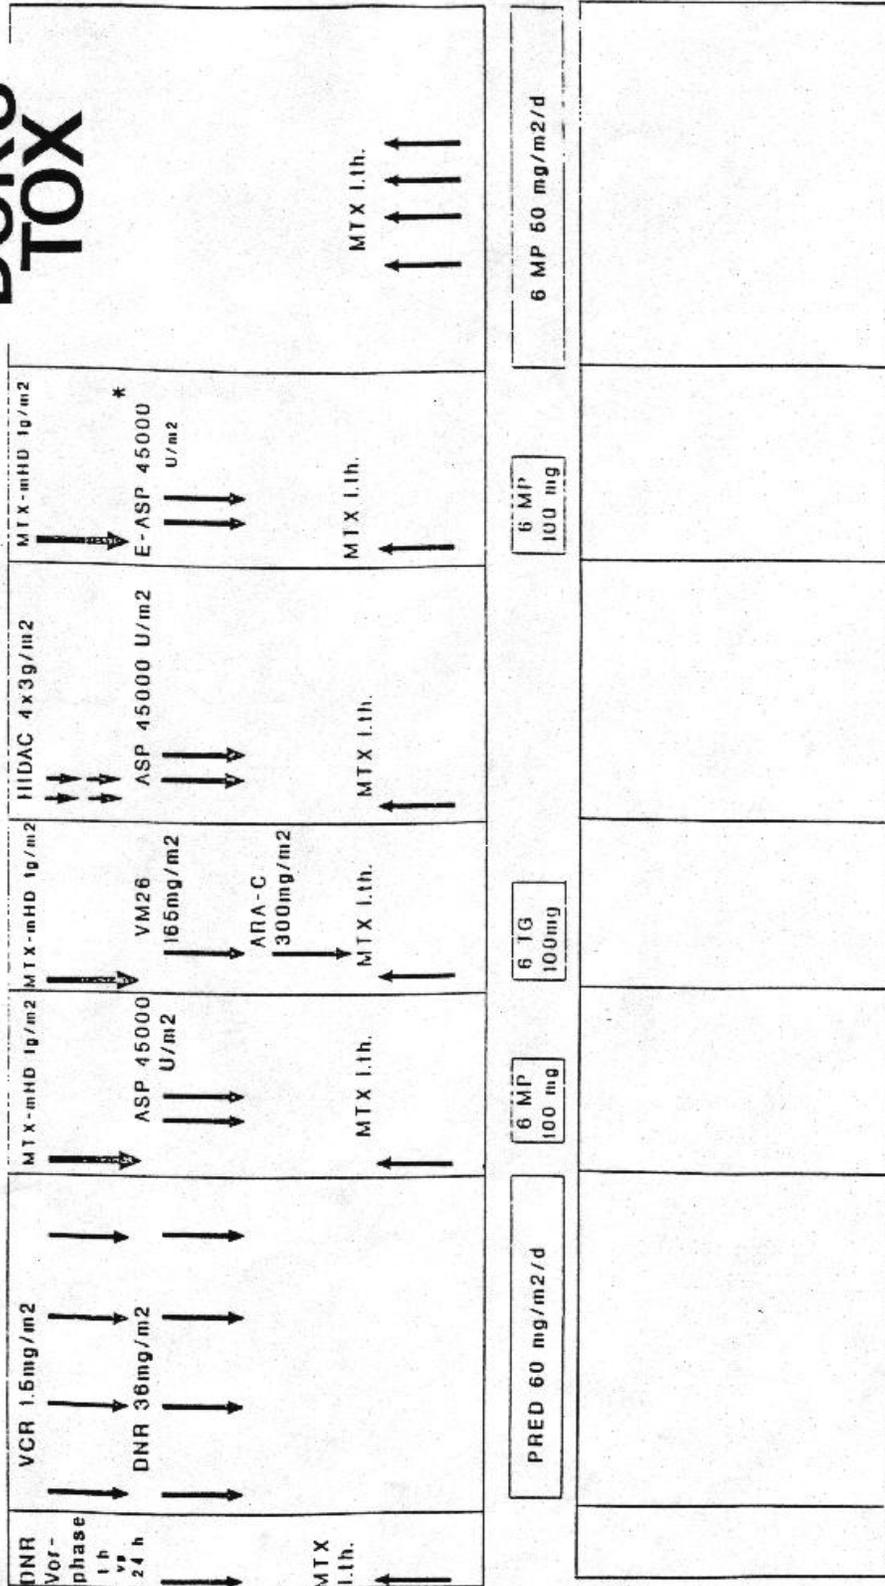 TOX
DNR
Vor-
phase
1 h
vs
24 h
MTX
i.th.
VCR 1.5mg/m2
DNR 36mg/m2
PRED 60 mg/m2/d
MTX-mHD 1g/m2
ASP 45000
U/m2
MTX i.th.
6 MP
100 mg
MTX-mHD 1g/m2
VM26
165mg/m2
ARA-C
300mg/m2
MTX i.th.
6 TG
100mg
HIDAC 4x3g/m2
ASP 45000 U/m2
MTX i.th.
MTX-mHD 1g/m2
*
E-ASP 45000
U/m2
MTX i.th.
6 MP
100 mg
MTX i.th.
6 MP 50 mg/m2/d